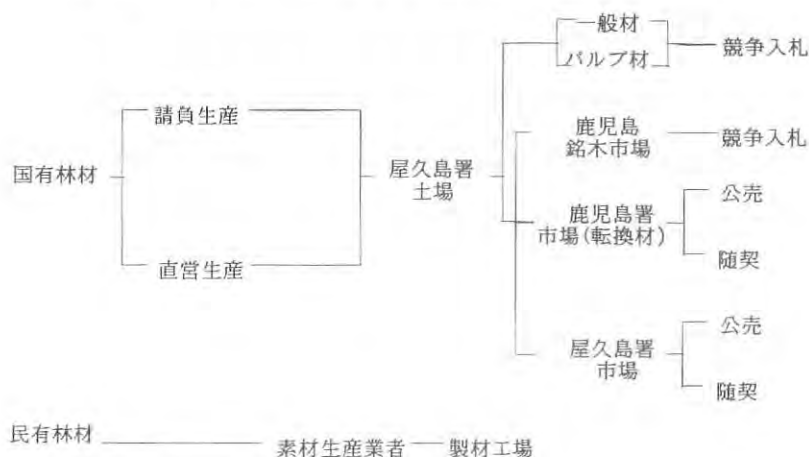 一般材
パルプ材
競争入札
請負生産
鹿児島
銘木市場
競争入札
国有林材
屋久島署
土場
公売
鹿児島署
市場(転換材)
随契
直営生産
公売
屋久島署
市場
随契
民有林材
素材生産業者
製材工場